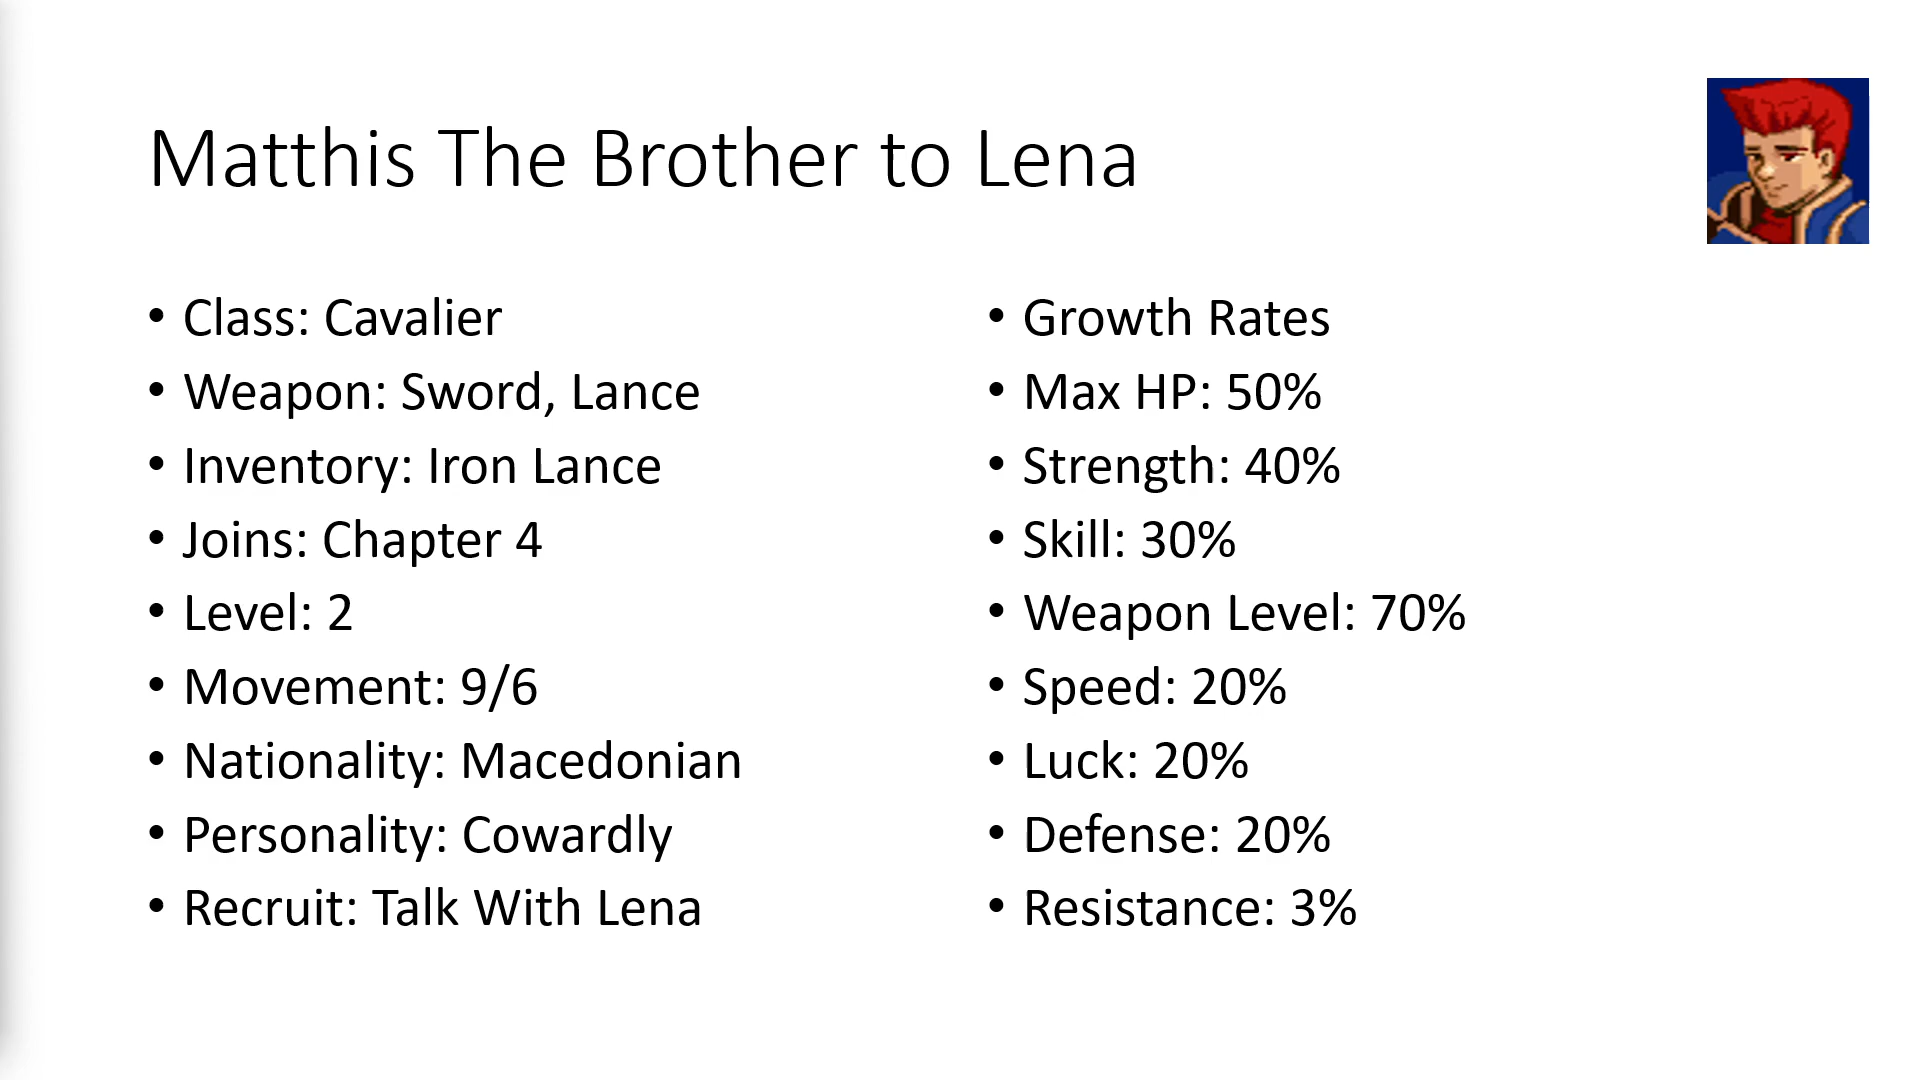 Matthis The Brother to Lena
• Class: Cavalier
• Weapon: Sword, Lance
• Inventory: Iron Lance
• Joins: Chapter 4
• Level: 2
• Movement: 9/6
• Nationality: Macedonian
• Personality: Cowardly
• Recruit: Talk With Lena
• Growth Rates
• Max HP: 50%
• Strength: 40%
• Skill: 30%
• Weapon Level: 70%
• Speed: 20%
• Luck: 20%
• Defense: 20%
• Resistance: 3%